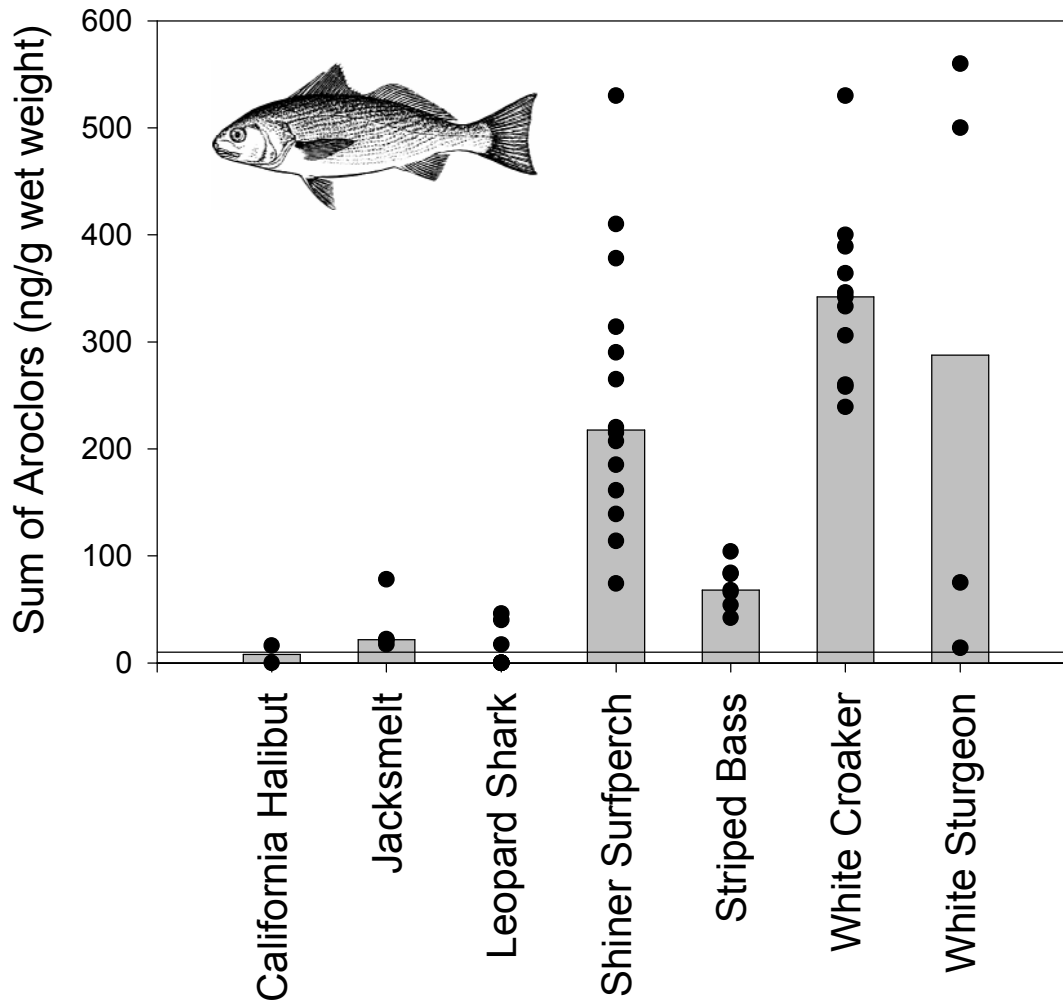 Sum of Aroclors (ng/g wet weight)
600
500
400
300
200
100
0
California Halibut
Jacksmelt
Leopard Shark
Shiner Surfperch
Striped Bass
White Croaker
White Sturgeon